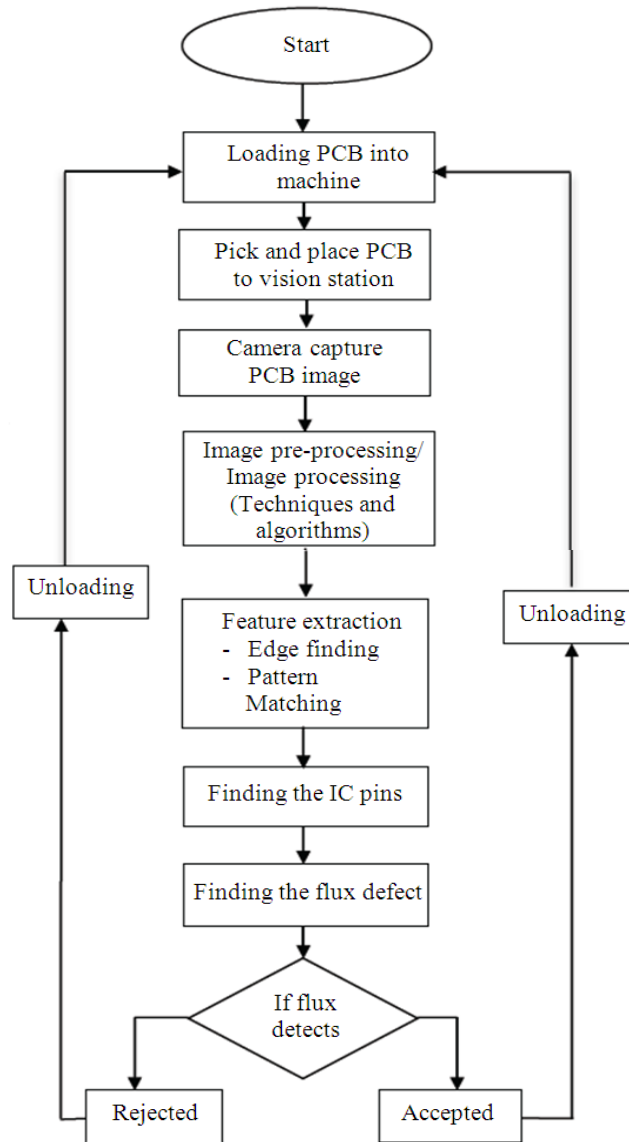 Start
Loading PCB into
machine
Pick and place PCB
to vision station
Camera capture
PCB image
Image pre-processing/
Image processing
(Techniques and
algorithms)
Unloading
Unloading
Feature extraction
- Edge finding
- Pattern
Matching
Finding the IC pins
Finding the flux defect
If flux
detects
Rejected
Accepted